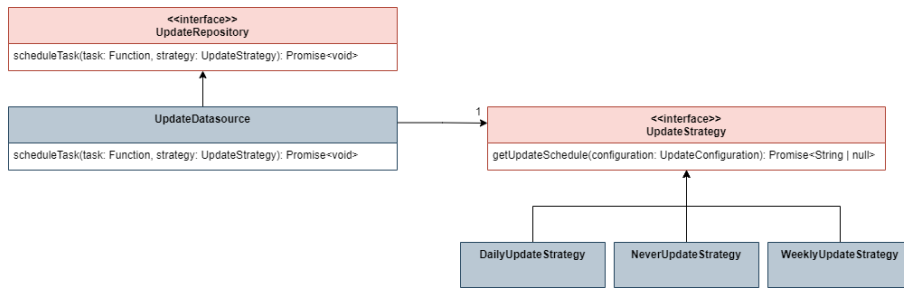 <<interface>>
UpdateRepository
scheduleTask(task: Function, strategy: UpdateStrategy): Promise<void>
UpdateDatasource
scheduleTask(task: Function, strategy: UpdateStrategy): Promise<void>
1
<<interface>>
UpdateStrategy
getUpdateSchedule(configuration: UpdateConfiguration): Promise<String | null>
DailyUpdateStrategy
NeverUpdateStrategy
WeeklyUpdateStrategy